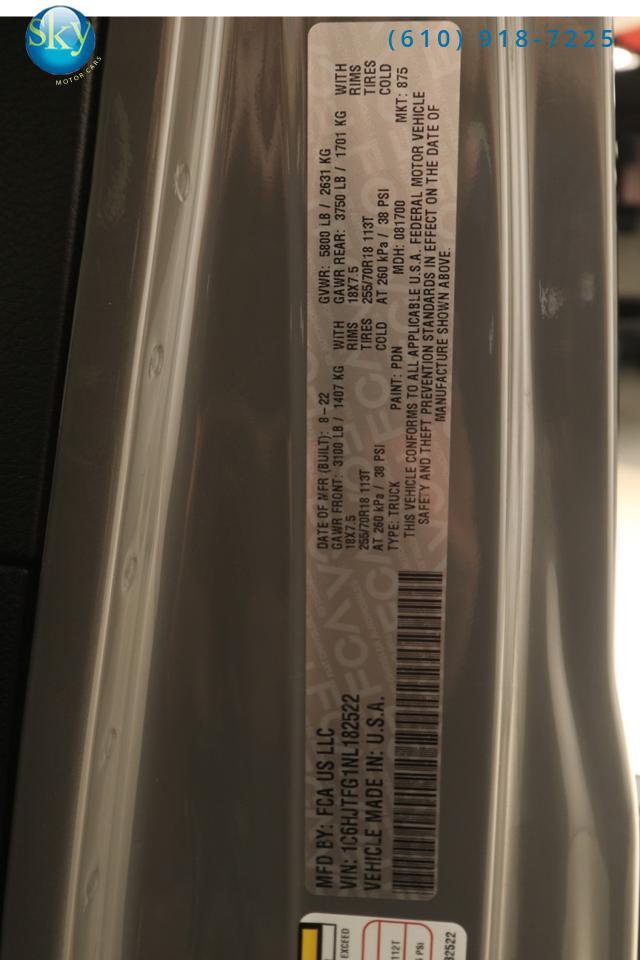 Sky
MOTOR CARS
(610) 918-7225
MFD BY: FCA US LLC
VIN: 1C6HJTFG1NL182522
VEHICLE MADE IN: U.S.A.
DATE OF MFR (BUILT): 8-22
GVWR: 5800 LB / 2631 KG
GAWR FRONT: 3100 LB / 1407 KG WITH
18X7.5 RIMS
255/70R18 113T TIRES
AT 260 kPa / 38 PSI COLD
GAWR REAR: 3750 LB / 1701 KG WITH
18X7.5 RIMS
255/70R18 113T TIRES
AT 260 kPa / 38 PSI COLD
TYPE: TRUCK PAINT: PDN MDH: 081700 MKT: 875
THIS VEHICLE CONFORMS TO ALL APPLICABLE U.S.A. FEDERAL MOTOR VEHICLE
SAFETY AND THEFT PREVENTION STANDARDS IN EFFECT ON THE DATE OF
MANUFACTURE SHOWN ABOVE.
EXCEED
112T
PSI
82522